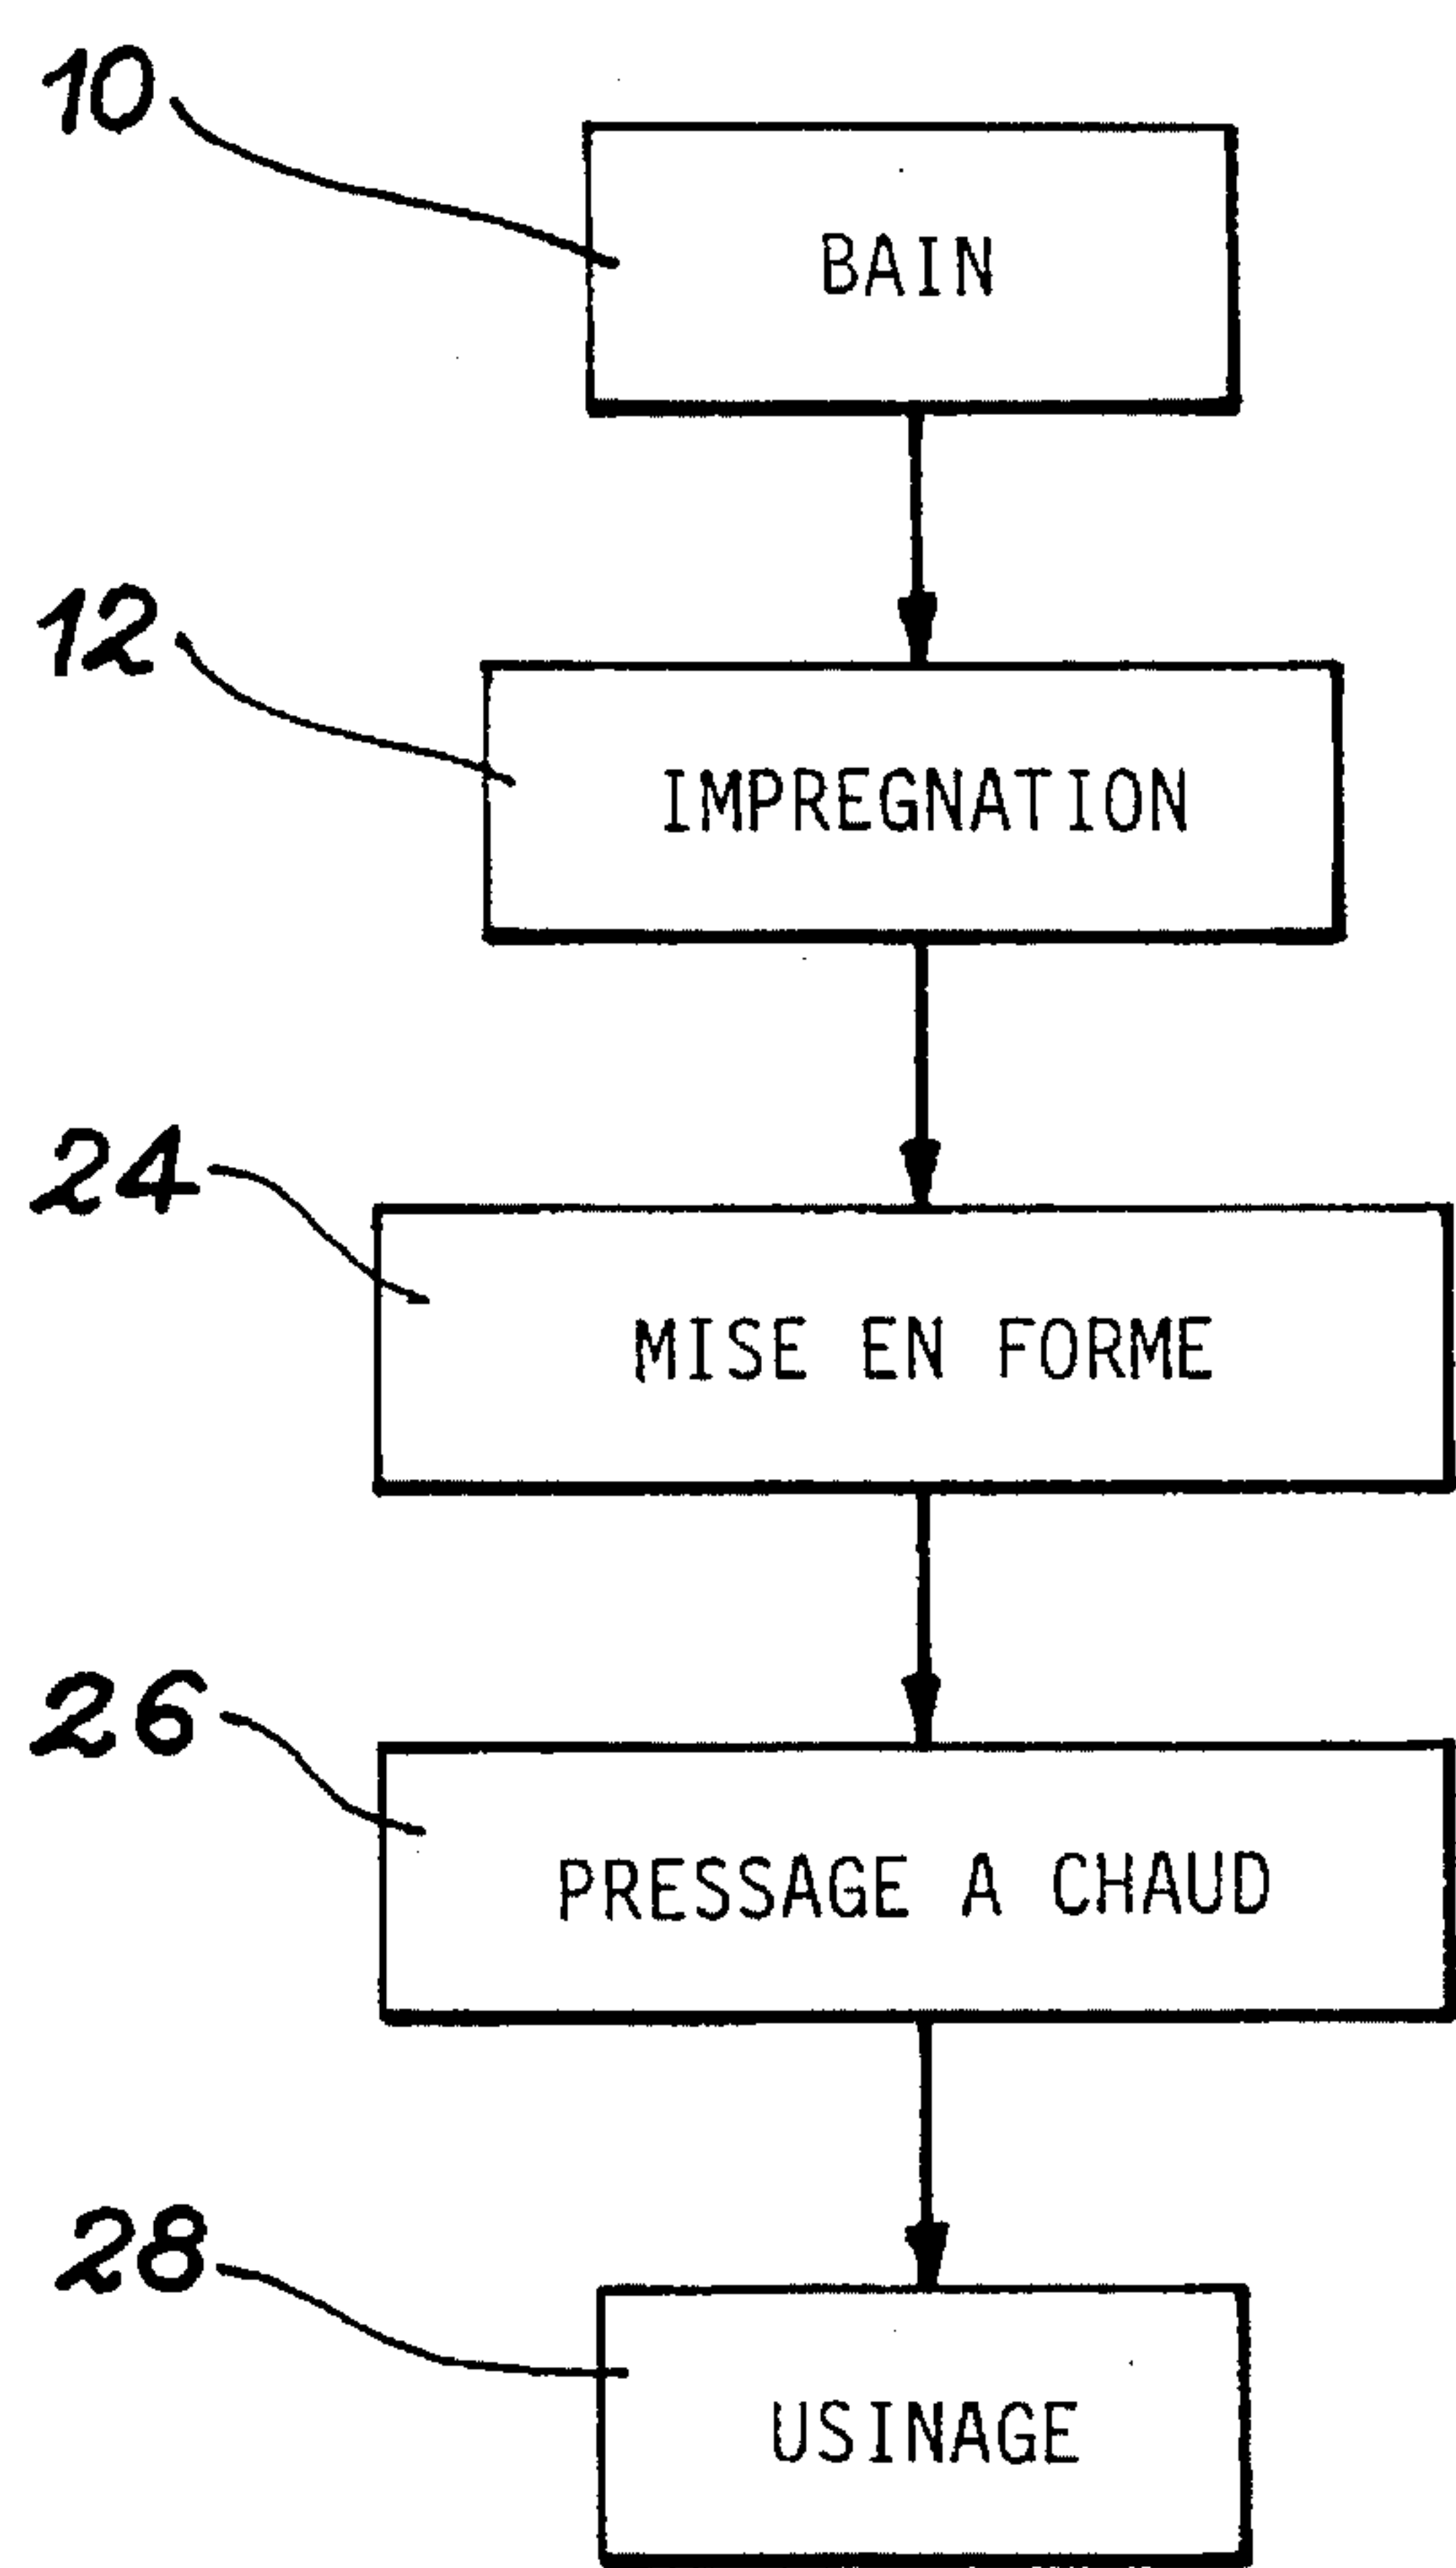 10
BAIN
12
IMPREGNATION
24
MISE EN FORME
26
PRESSAGE A CHAUD
28
USINAGE